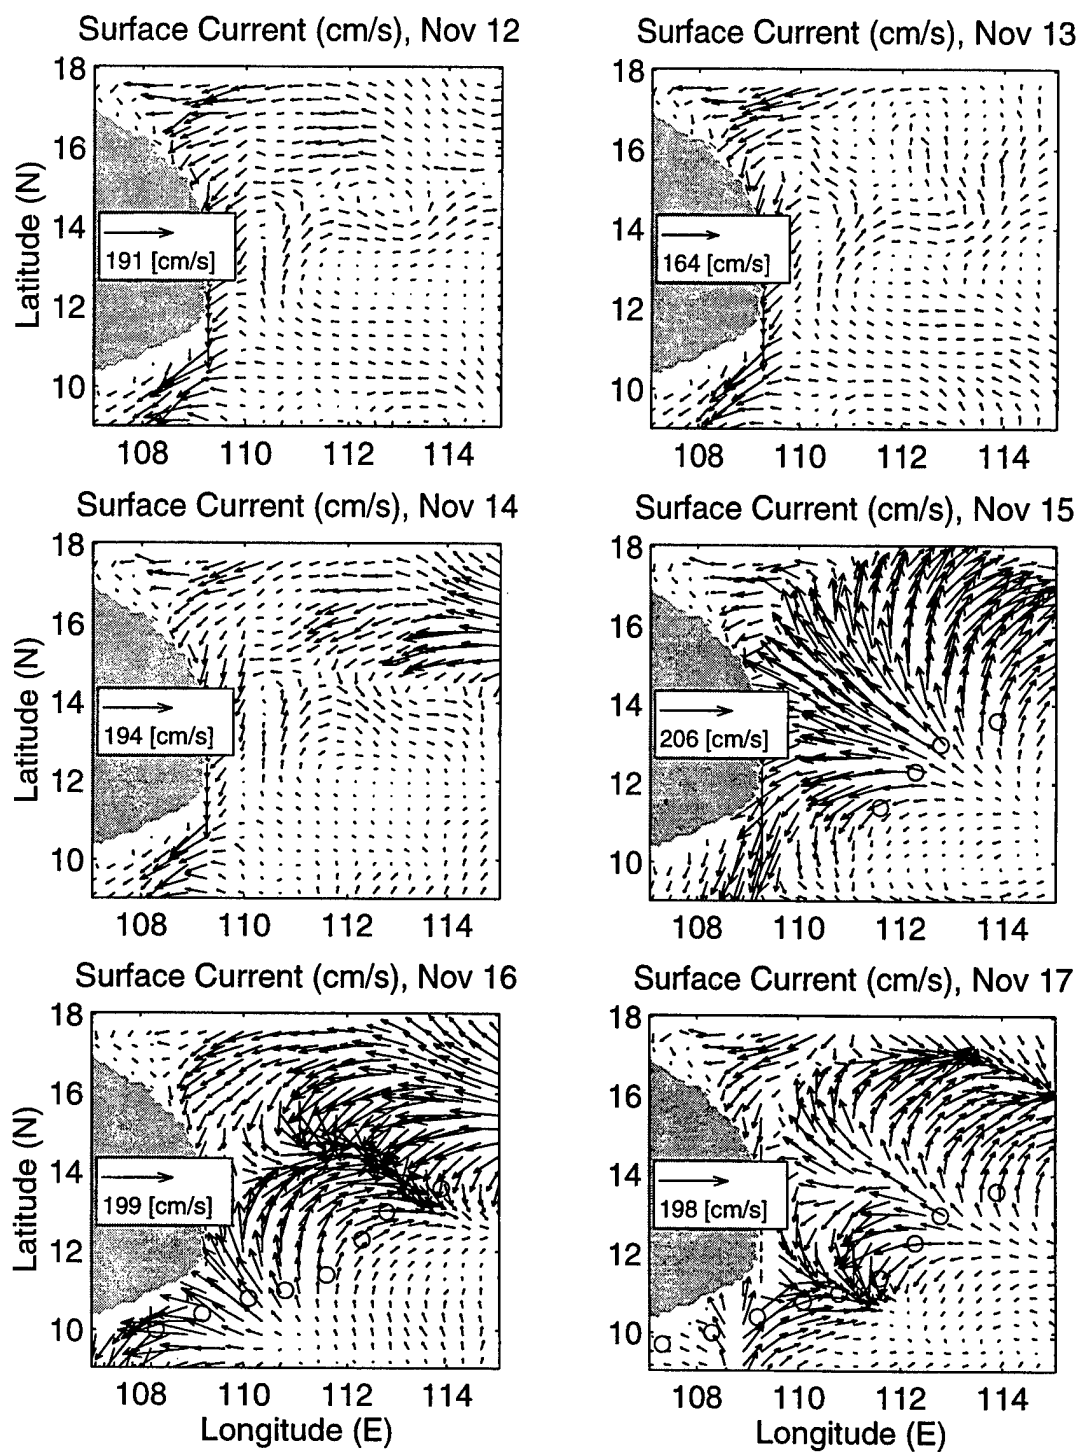 Surface Current (cm/s), Nov 12
Surface Current (cm/s), Nov 13
18
16
14
12
10
Latitude (N)
191 [cm/s]
108 110 112 114
18
16
14
12
10
164 [cm/s]
108 110 112 114
Surface Current (cm/s), Nov 14
Surface Current (cm/s), Nov 15
18
16
14
12
10
Latitude (N)
194 [cm/s]
108 110 112 114
18
16
14
12
10
206 [cm/s]
108 110 112 114
Surface Current (cm/s), Nov 16
Surface Current (cm/s), Nov 17
18
16
14
12
10
Latitude (N)
199 [cm/s]
108 110 112 114
Longitude (E)
18
16
14
12
10
198 [cm/s]
108 110 112 114
Longitude (E)